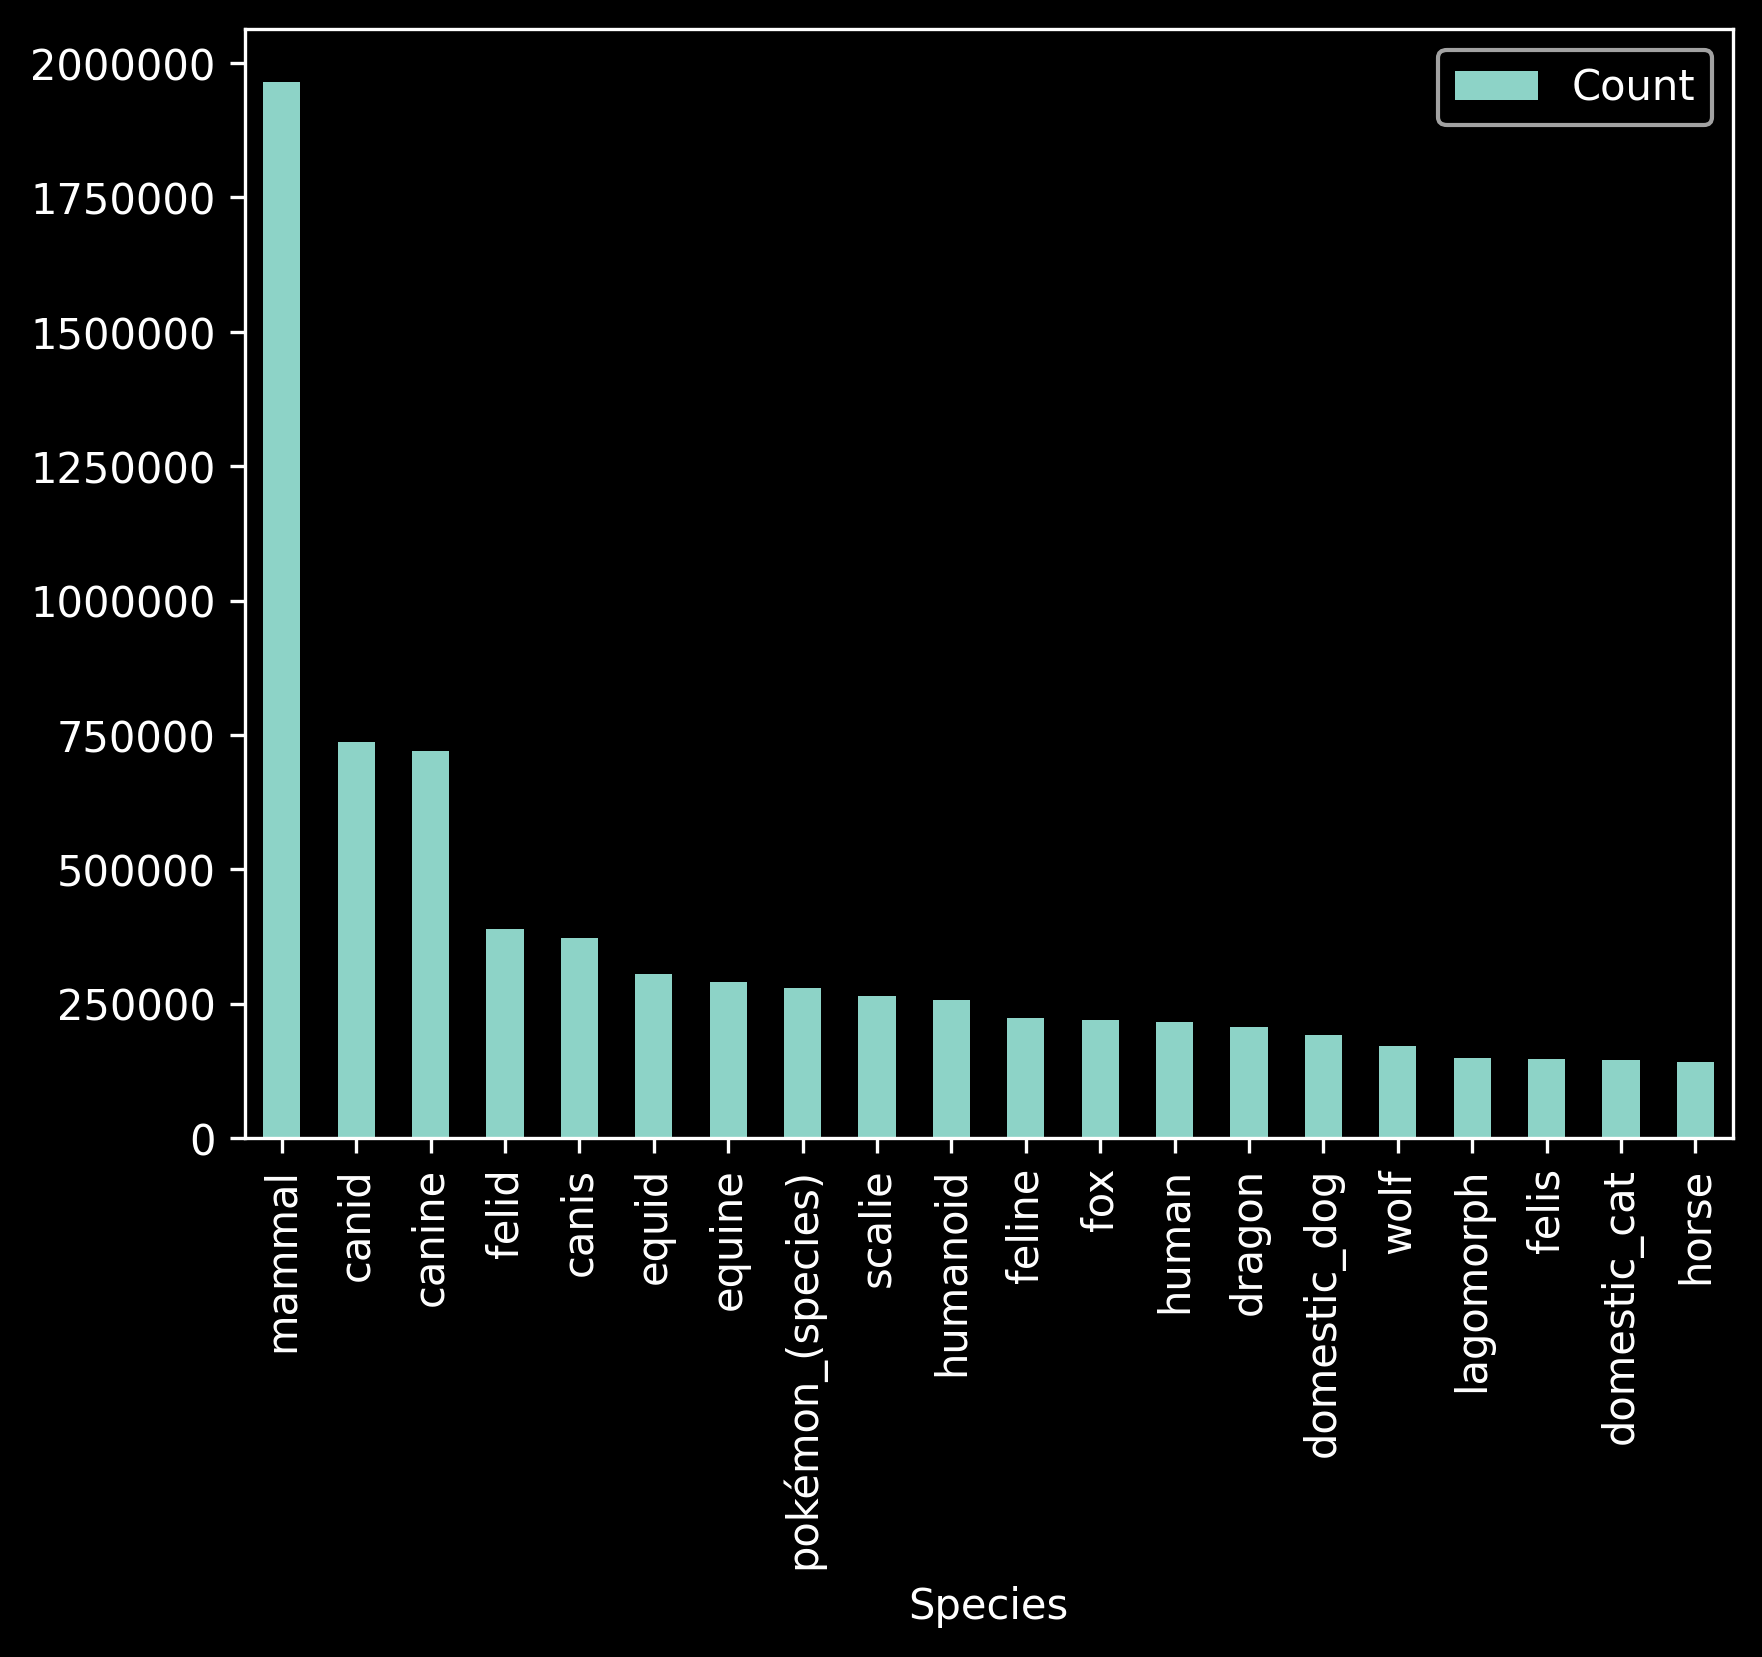 2000000
1750000
1500000
1250000
1000000
750000
500000
250000
0
Count
mammal
canid
canine
felid
canis
equid
equine
pokémon_(species)
scalie
humanoid
feline
fox
human
dragon
domestic_dog
wolf
lagomorph
felis
domestic_cat
horse
Species